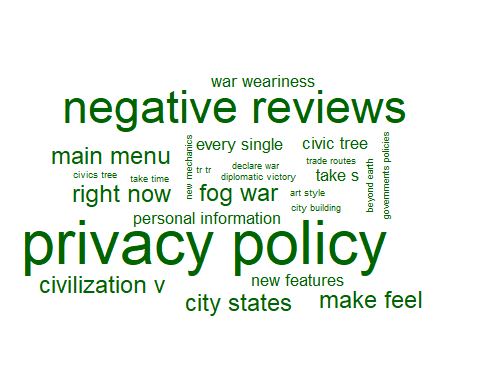 war weariness
negative reviews
every single
civic tree
main menu
new mechanics
governments policies
civics tree
take time
tr tr
declare war
diplomatic victory
trade routes
take s
beyond earth
right now
fog war
art style
city building
personal information
privacy policy
civilization v
new features
city states
make feel